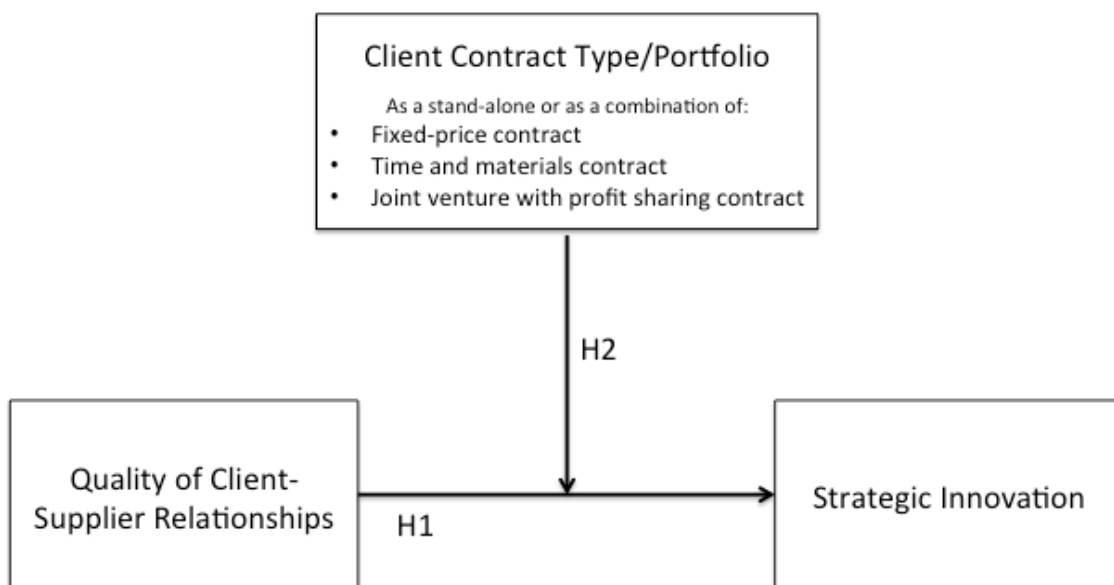 Client Contract Type/Portfolio
As a stand-alone or as a combination of:
• Fixed-price contract
• Time and materials contract
• Joint venture with profit sharing contract
H2
Quality of Client-
Supplier Relationships
H1
Strategic Innovation